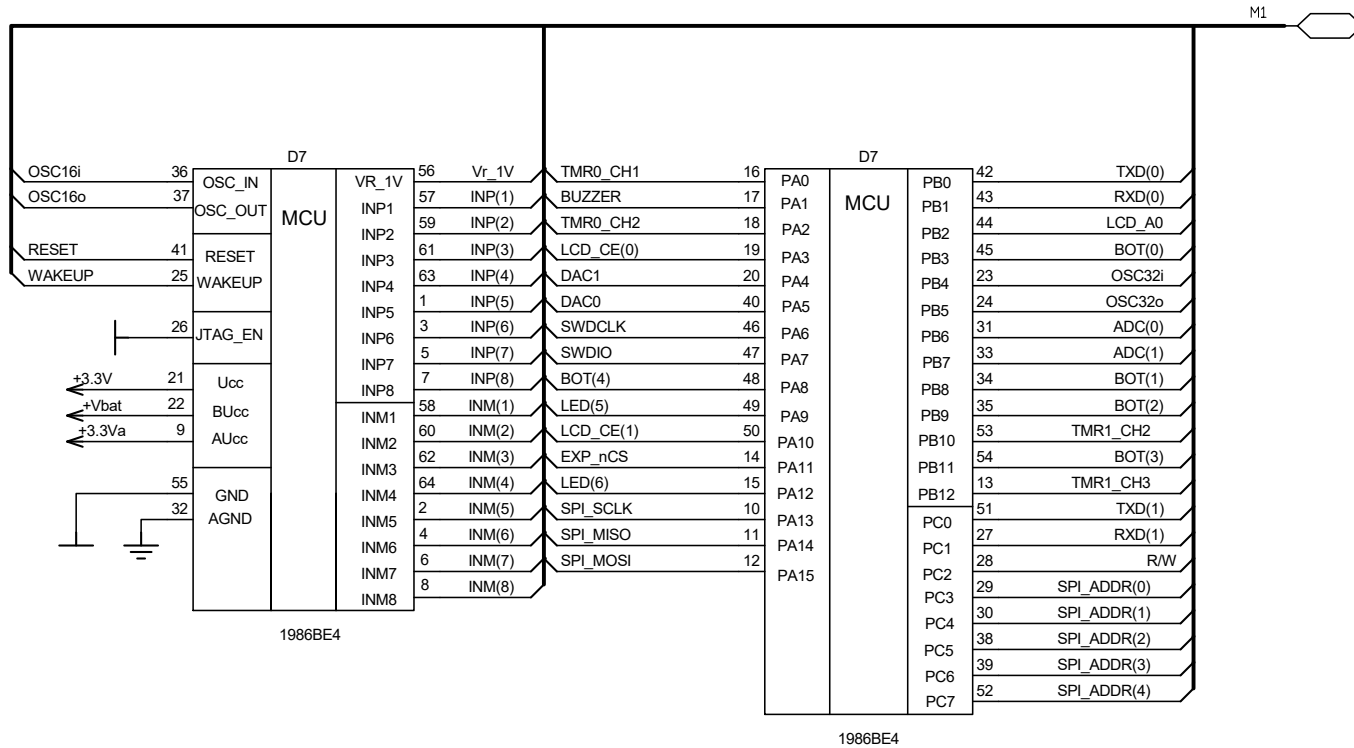 M1
D7
OSC16i 36 OSC_IN
OSC16o 37 OSC_OUT
RESET 41 RESET
WAKEUP 25 WAKEUP
26 JTAG_EN
+3.3V 21 Ucc
+Vbat 22 BUcc
+3.3Va 9 AUcc
55 GND
32 AGND
MCU
VR_1V 56 Vr_1V
INP1 57 INP(1)
INP2 59 INP(2)
INP3 61 INP(3)
INP4 63 INP(4)
INP5 1 INP(5)
INP6 3 INP(6)
INP7 5 INP(7)
INP8 7 INP(8)
INM1 58 INM(1)
INM2 60 INM(2)
INM3 62 INM(3)
INM4 64 INM(4)
INM5 2 INM(5)
INM6 4 INM(6)
INM7 6 INM(7)
INM8 8 INM(8)
1986BE4
D7
TMR0_CH1 16 PA0
BUZZER 17 PA1
TMR0_CH2 18 PA2
LCD_CE(0) 19 PA3
DAC1 20 PA4
DAC0 40 PA5
SWDCLK 46 PA6
SWDIO 47 PA7
BOT(4) 48 PA8
LED(5) 49 PA9
LCD_CE(1) 50 PA10
EXP_nCS 14 PA11
LED(6) 15 PA12
SPI_SCLK 10 PA13
SPI_MISO 11 PA14
SPI_MOSI 12 PA15
MCU
PB0 42 TXD(0)
PB1 43 RXD(0)
PB2 44 LCD_A0
PB3 45 BOT(0)
PB4 23 OSC32i
PB5 24 OSC32o
PB6 31 ADC(0)
PB7 33 ADC(1)
PB8 34 BOT(1)
PB9 35 BOT(2)
PB10 53 TMR1_CH2
PB11 54 BOT(3)
PB12 13 TMR1_CH3
PC0 51 TXD(1)
PC1 27 RXD(1)
PC2 28 R/W
PC3 29 SPI_ADDR(0)
PC4 30 SPI_ADDR(1)
PC5 38 SPI_ADDR(2)
PC6 39 SPI_ADDR(3)
PC7 52 SPI_ADDR(4)
1986BE4